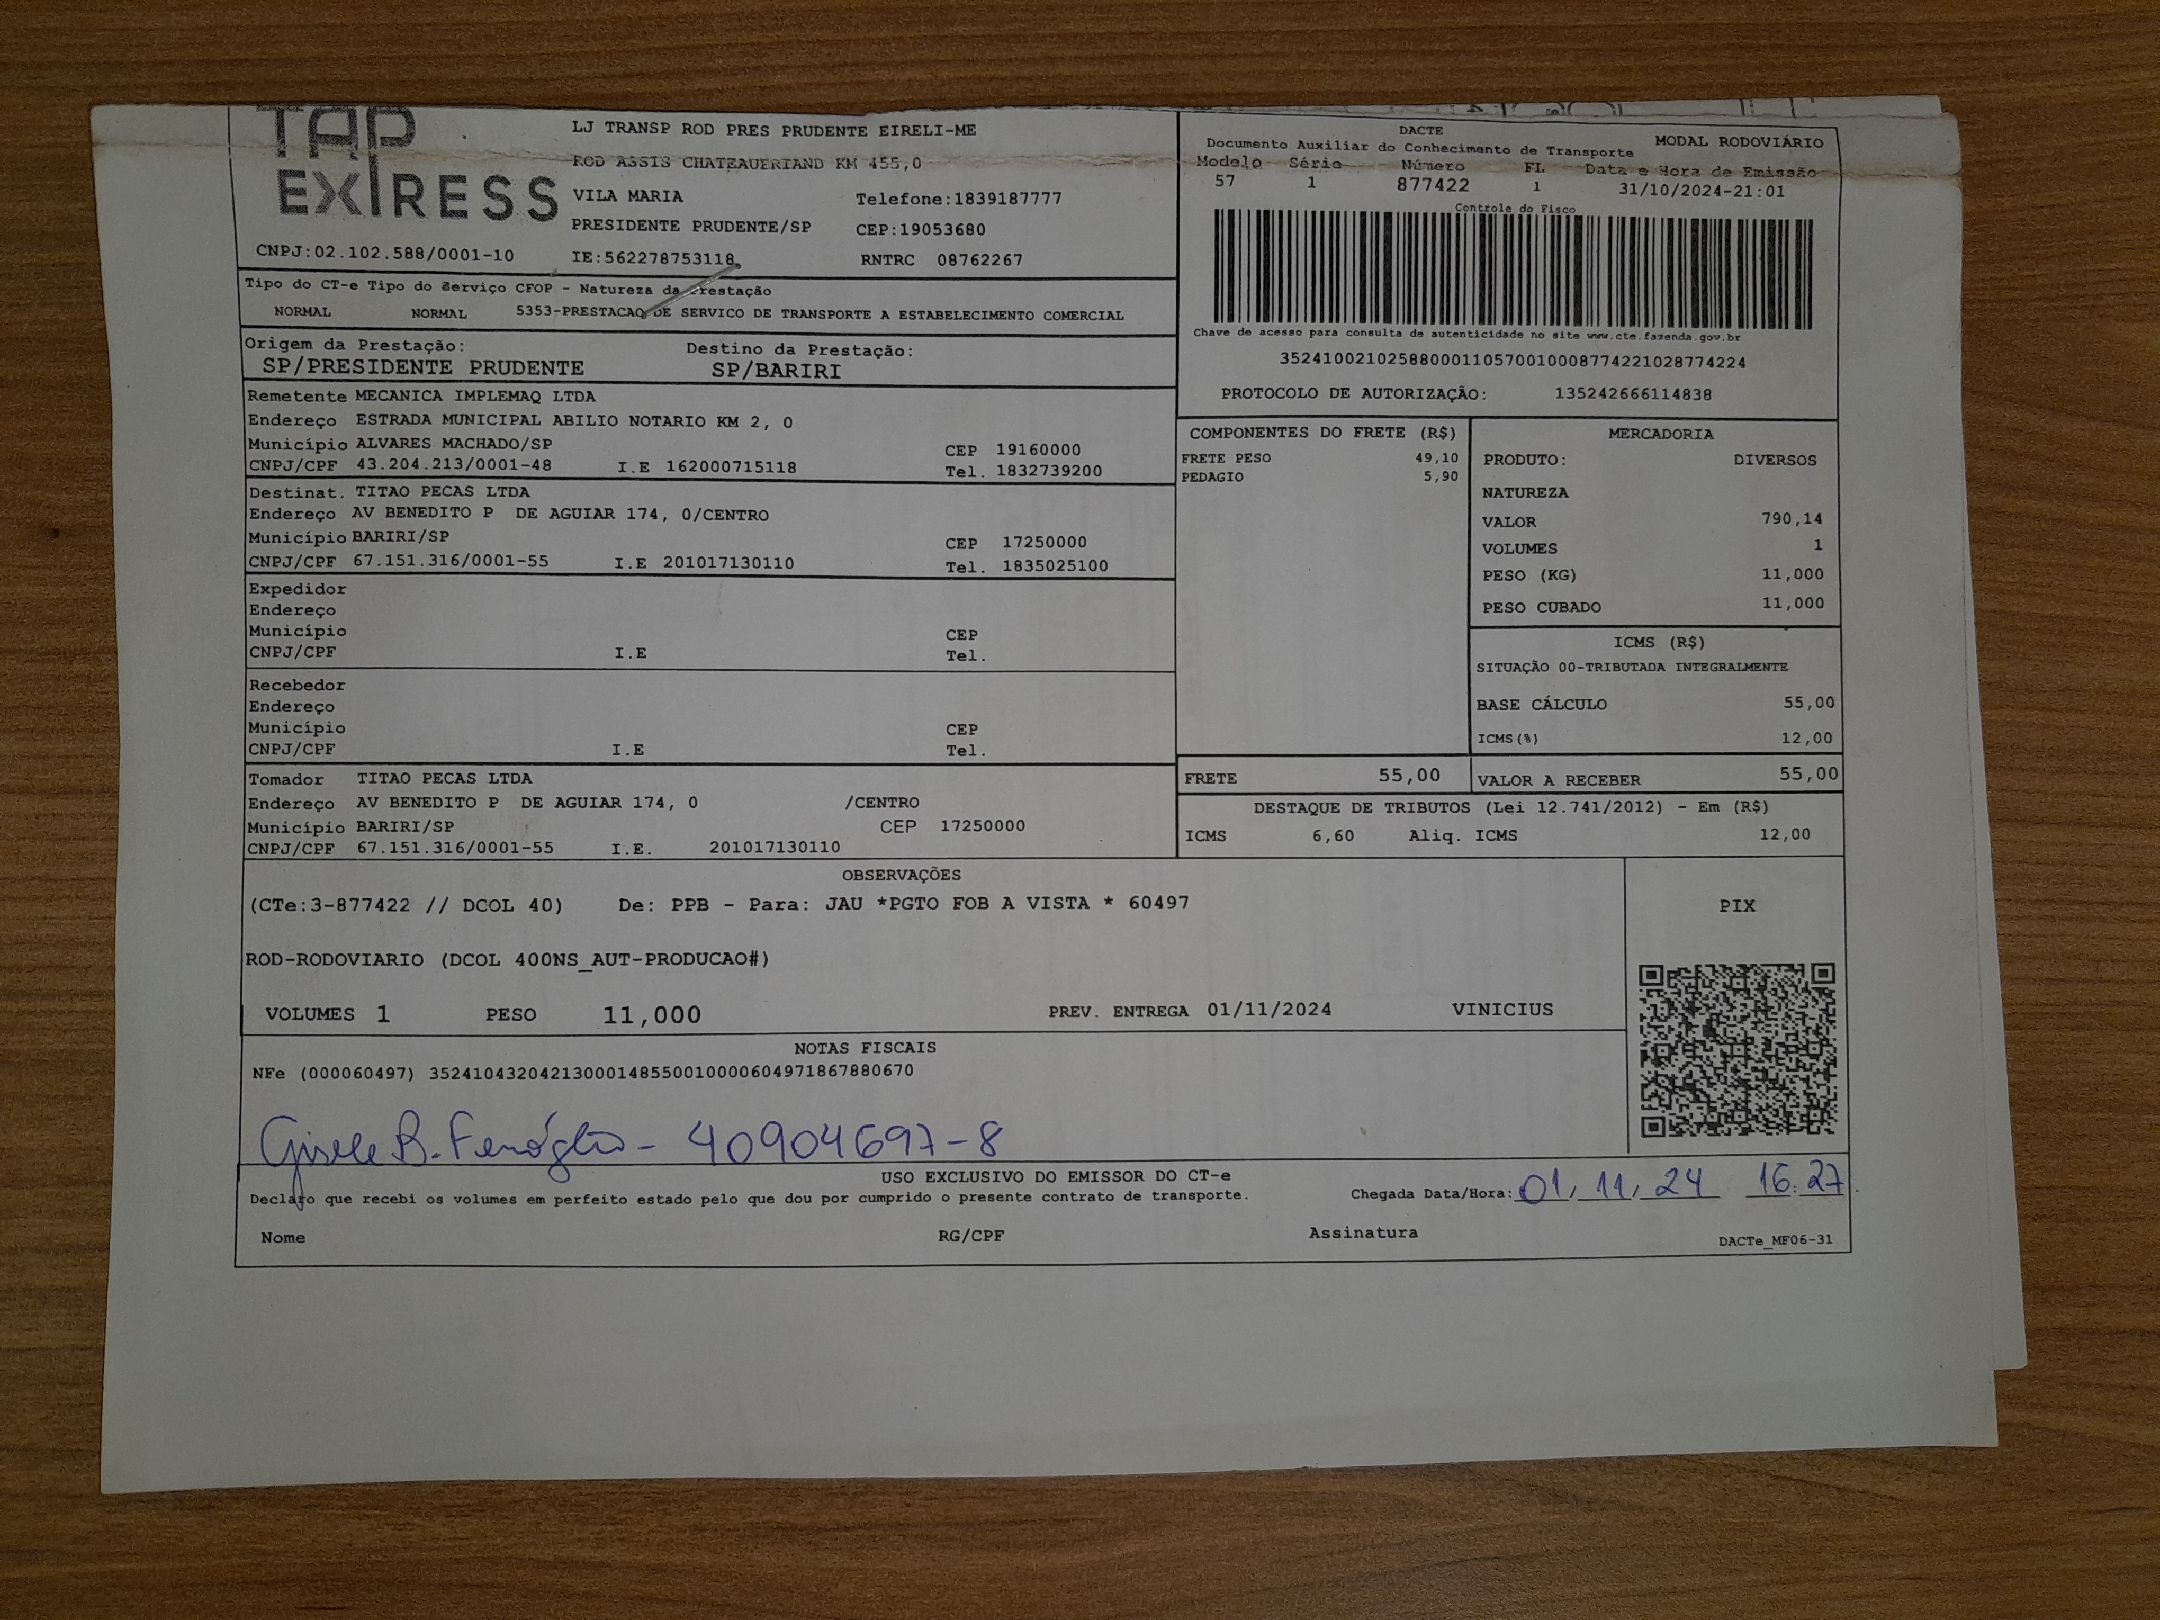 TAP
EXPRESS
LJ TRANSP ROD PRES PRUDENTE EIRELI-ME
ROD ASSIS CHATEAUBRIAND KM 455,0
VILA MARIA Telefone:1839187777
PRESIDENTE PRUDENTE/SP CEP:19053680
CNPJ:02.102.588/0001-10 IE:562278753118 RNTRC 08762267
DACTE
Documento Auxiliar do Conhecimento de Transporte MODAL RODOVIÁRIO
Modelo Série Número FL Data e Hora de Emissão
57 1 877422 1 31/10/2024-21:01
Controle do Fisco
Chave de acesso para consulta de autenticidade no site www.cte.fazenda.gov.br
35241002102588000110570010008774221028774224
PROTOCOLO DE AUTORIZAÇÃO: 135242666114838
Tipo do CT-e Tipo do Serviço CFOP - Natureza da Prestação
NORMAL NORMAL 5353-PRESTACAO DE SERVICO DE TRANSPORTE A ESTABELECIMENTO COMERCIAL
Origem da Prestação: Destino da Prestação:
SP/PRESIDENTE PRUDENTE SP/BARIRI
Remetente MECANICA IMPLEMAQ LTDA
Endereço ESTRADA MUNICIPAL ABILIO NOTARIO KM 2, 0
Município ALVARES MACHADO/SP CEP 19160000
CNPJ/CPF 43.204.213/0001-48 I.E 162000715118 Tel. 1832739200
Destinat. TITAO PECAS LTDA
Endereço AV BENEDITO P DE AGUIAR 174, 0/CENTRO
Município BARIRI/SP CEP 17250000
CNPJ/CPF 67.151.316/0001-55 I.E 201017130110 Tel. 1835025100
Expedidor
Endereço
Município CEP
CNPJ/CPF I.E Tel.
Recebedor
Endereço
Município CEP
CNPJ/CPF I.E Tel.
Tomador TITAO PECAS LTDA
Endereço AV BENEDITO P DE AGUIAR 174, 0 /CENTRO
Município BARIRI/SP CEP 17250000
CNPJ/CPF 67.151.316/0001-55 I.E. 201017130110
COMPONENTES DO FRETE (R$)
FRETE PESO 49,10
PEDAGIO 5,90
MERCADORIA
PRODUTO: DIVERSOS
NATUREZA
VALOR 790,14
VOLUMES 1
PESO (KG) 11,000
PESO CUBADO 11,000
ICMS (R$)
SITUAÇÃO 00-TRIBUTADA INTEGRALMENTE
BASE CÁLCULO 55,00
ICMS(%) 12,00
FRETE 55,00 VALOR A RECEBER 55,00
DESTAQUE DE TRIBUTOS (Lei 12.741/2012) - Em (R$)
ICMS 6,60 Aliq. ICMS 12,00
OBSERVAÇÕES
(CTe:3-877422 // DCOL 40) De: PPB - Para: JAU *PGTO FOB A VISTA * 60497
ROD-RODOVIARIO (DCOL 400NS_AUT-PRODUCAO#)
VOLUMES 1 PESO 11,000 PREV. ENTREGA 01/11/2024 VINICIUS
PIX
NOTAS FISCAIS
NFe (000060497) 35241043204213000148550010000604971867880670
Gisele B. Fenóglio - 40904697-8
USO EXCLUSIVO DO EMISSOR DO CT-e
Declaro que recebi os volumes em perfeito estado pelo que dou por cumprido o presente contrato de transporte. Chegada Data/Hora: 01/11/24 16:27
Nome RG/CPF Assinatura DACTe_MF06-31